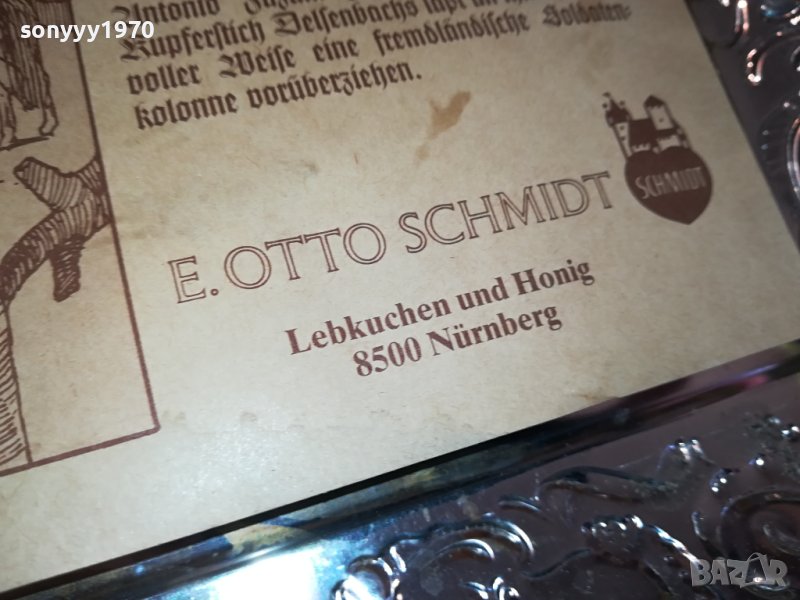 sonyyy1970
Antonio
Kupferstich Delsenbachs läßt in
voller Weise eine fremdländische Soldaten-
kolonne vorüberziehen.
SCHMIDT
E. OTTO SCHMIDT
Lebkuchen und Honig
8500 Nürnberg
BAZAR